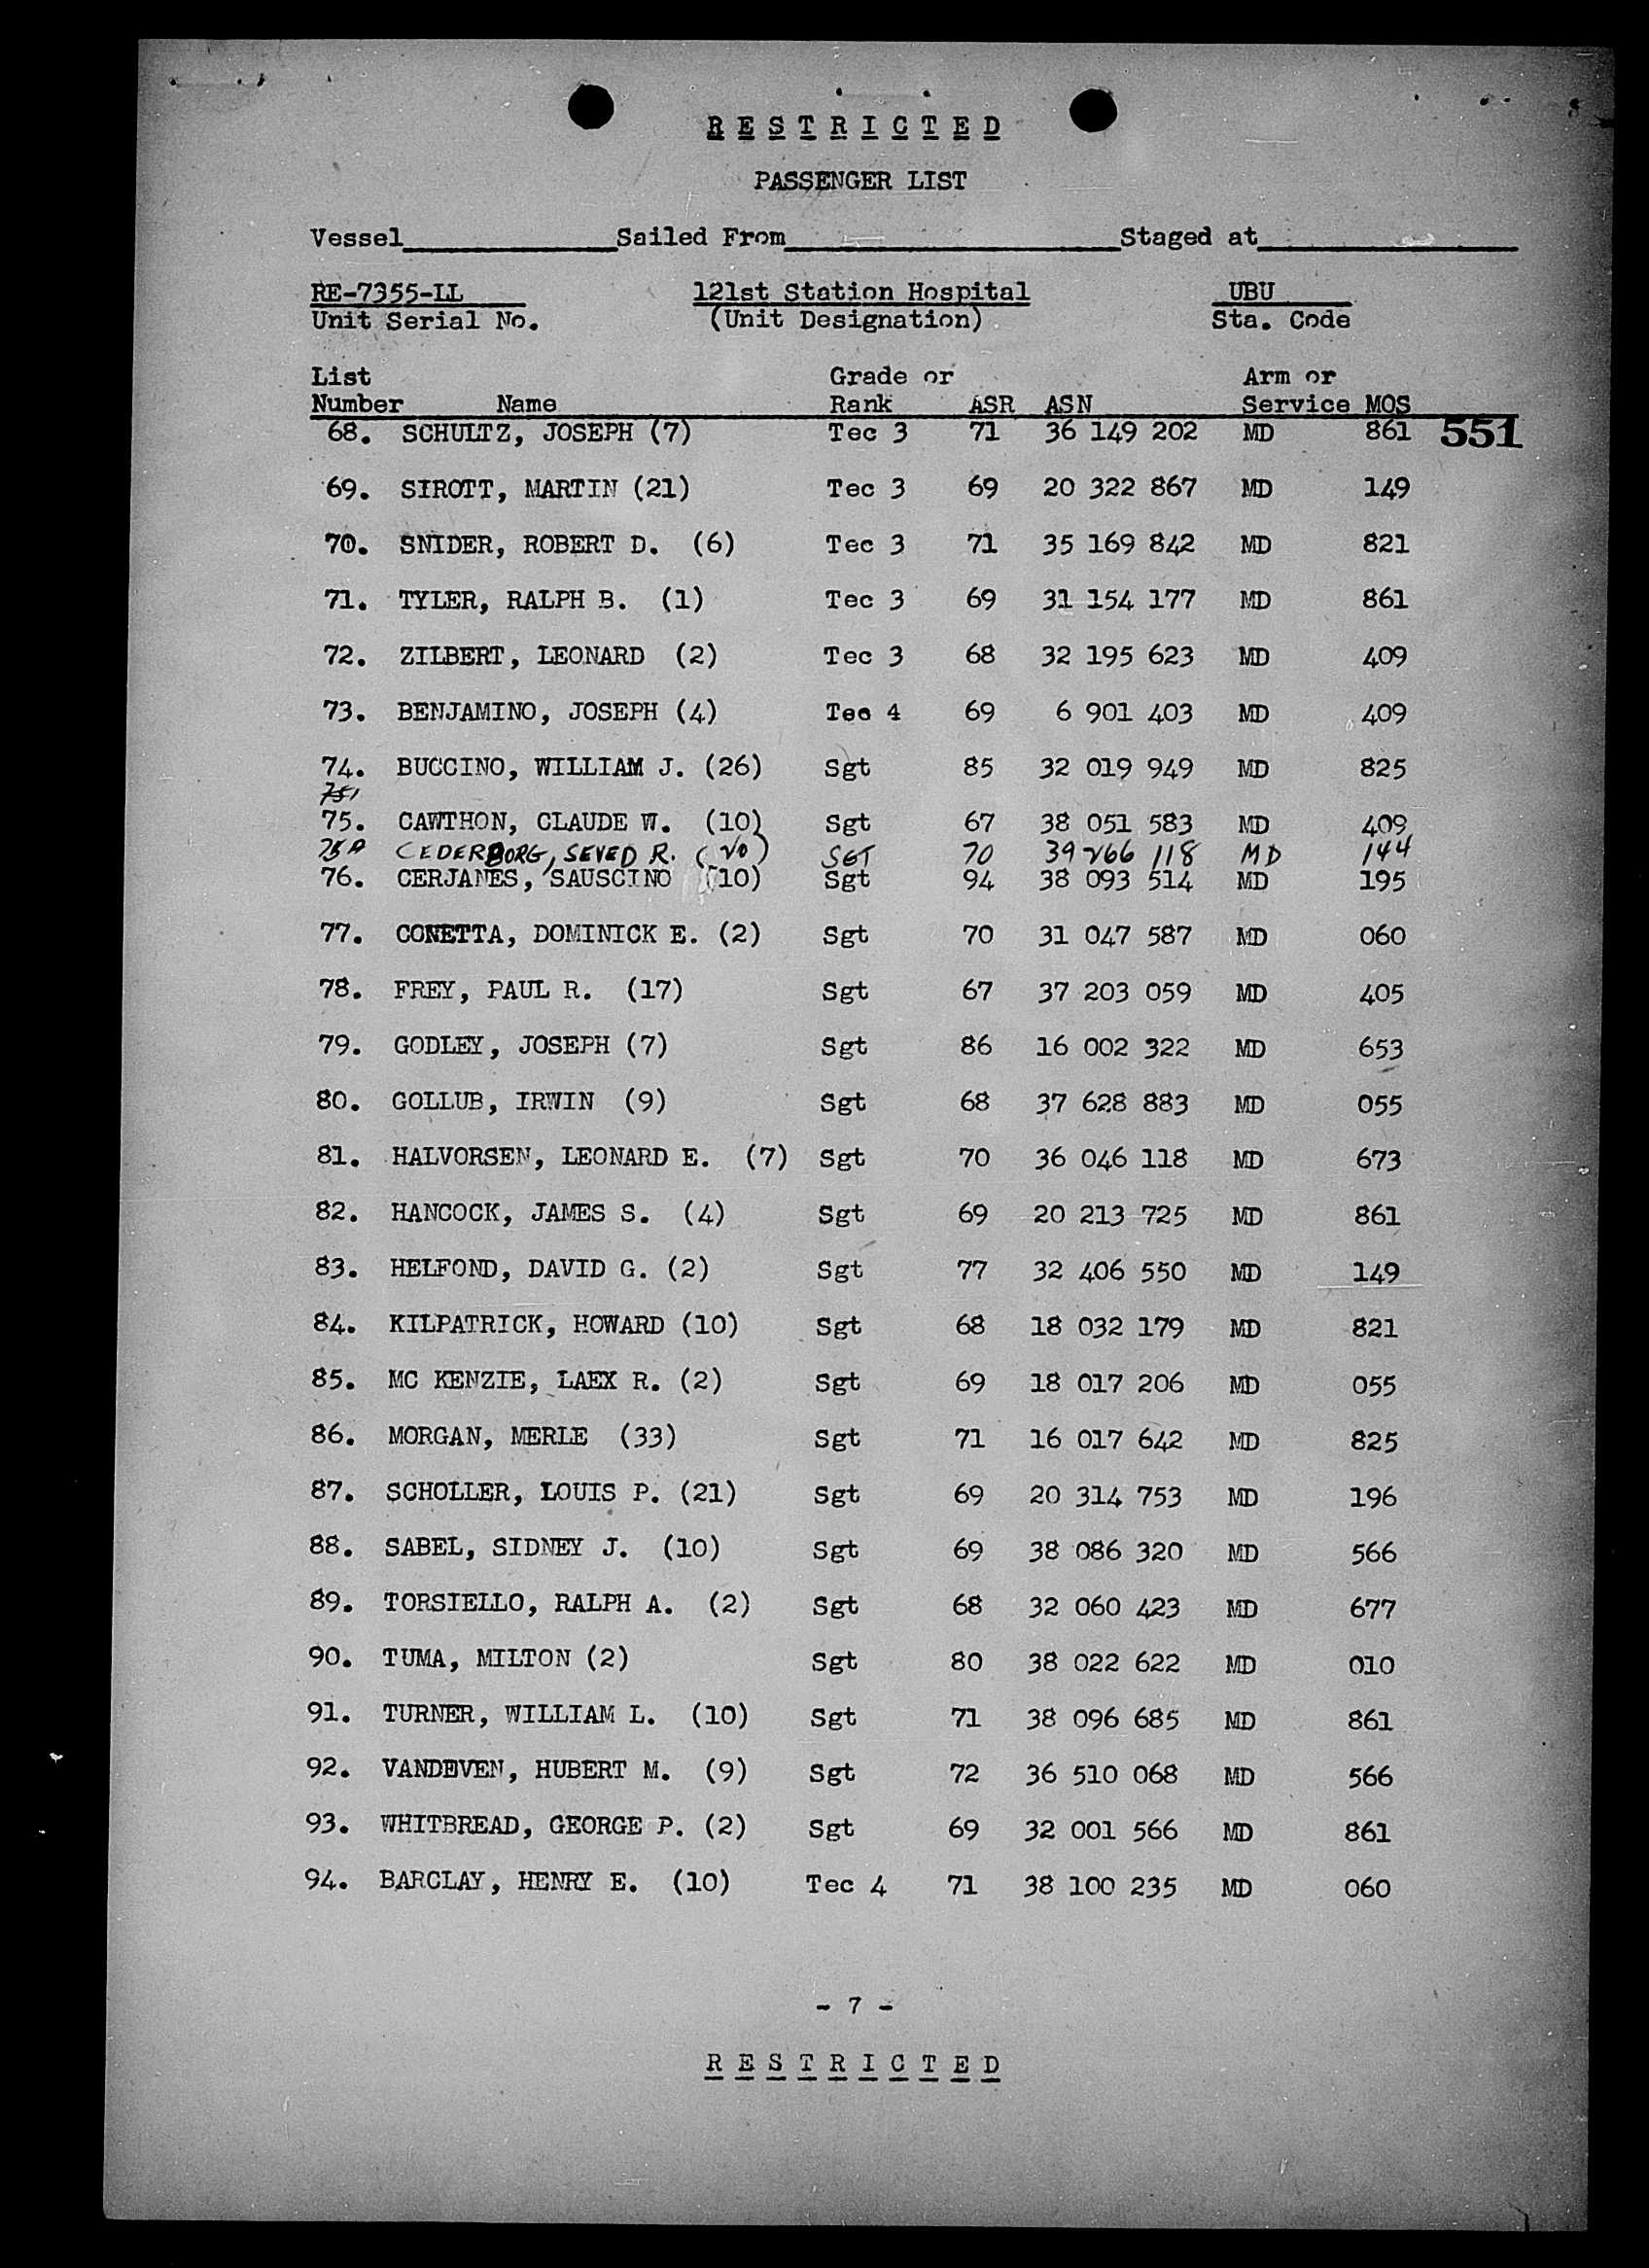 R E S T R I C T E D
PASSENGER LIST
Vessel Sailed From Staged at
RE-7355-LL 121st Station Hospital UBU
Unit Serial No. (Unit Designation) Sta. Code
List Grade or Arm or
Number Name Rank ASR ASN Service MOS
68. SCHULTZ, JOSEPH (7) Tec 3 71 36 149 202 MD 861 551
69. SIROTT, MARTIN (21) Tec 3 69 20 322 867 MD 149
70. SNIDER, ROBERT D. (6) Tec 3 71 35 169 842 MD 821
71. TYLER, RALPH B. (1) Tec 3 69 31 154 177 MD 861
72. ZILBERT, LEONARD (2) Tec 3 68 32 195 623 MD 409
73. BENJAMINO, JOSEPH (4) Tec 4 69 6 901 403 MD 409
74. BUCCINO, WILLIAM J. (26) Sgt 85 32 019 949 MD 825
75. CAWTHON, CLAUDE W. (10) Sgt 67 38 051 583 MD 409
75A CEDERBORG, SEVED R. SGT 70 39 266 118 MD 144
76. CERJANES, SAUSCINO (10) Sgt 94 38 093 514 MD 195
77. CONETTA, DOMINICK E. (2) Sgt 70 31 047 587 MD 060
78. FREY, PAUL R. (17) Sgt 67 37 203 059 MD 405
79. GODLEY, JOSEPH (7) Sgt 86 16 002 322 MD 653
80. GOLLUB, IRWIN (9) Sgt 68 37 628 883 MD 055
81. HALVORSEN, LEONARD E. (7) Sgt 70 36 046 118 MD 673
82. HANCOCK, JAMES S. (4) Sgt 69 20 213 725 MD 861
83. HELFOND, DAVID G. (2) Sgt 77 32 406 550 MD 149
84. KILPATRICK, HOWARD (10) Sgt 68 18 032 179 MD 821
85. MC KENZIE, LAEX R. (2) Sgt 69 18 017 206 MD 055
86. MORGAN, MERLE (33) Sgt 71 16 017 642 MD 825
87. SCHOLLER, LOUIS P. (21) Sgt 69 20 314 753 MD 196
88. SABEL, SIDNEY J. (10) Sgt 69 38 086 320 MD 566
89. TORSIELLO, RALPH A. (2) Sgt 68 32 060 423 MD 677
90. TUMA, MILTON (2) Sgt 80 38 022 622 MD 010
91. TURNER, WILLIAM L. (10) Sgt 71 38 096 685 MD 861
92. VANDEVEN, HUBERT M. (9) Sgt 72 36 510 068 MD 566
93. WHITBREAD, GEORGE P. (2) Sgt 69 32 001 566 MD 861
94. BARCLAY, HENRY E. (10) Tec 4 71 38 100 235 MD 060
- 7 -
R E S T R I C T E D